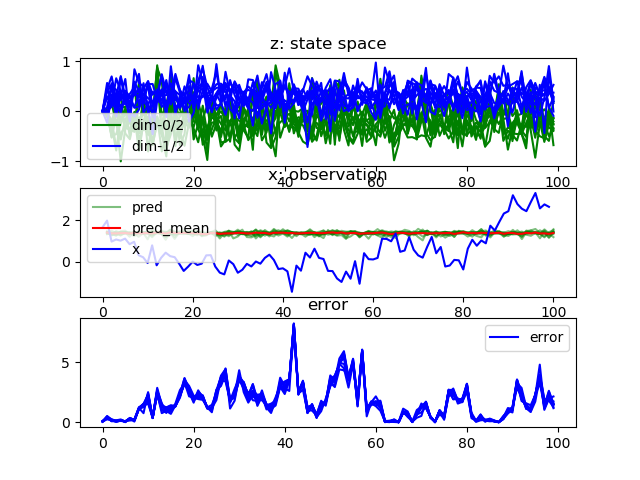 z: state space
1
0
−1
dim-0/2
dim-1/2
0 20 40 60 80 100
x: observation
2
0
pred
pred_mean
x
0 20 40 60 80 100
error
5
0
error
0 20 40 60 80 100